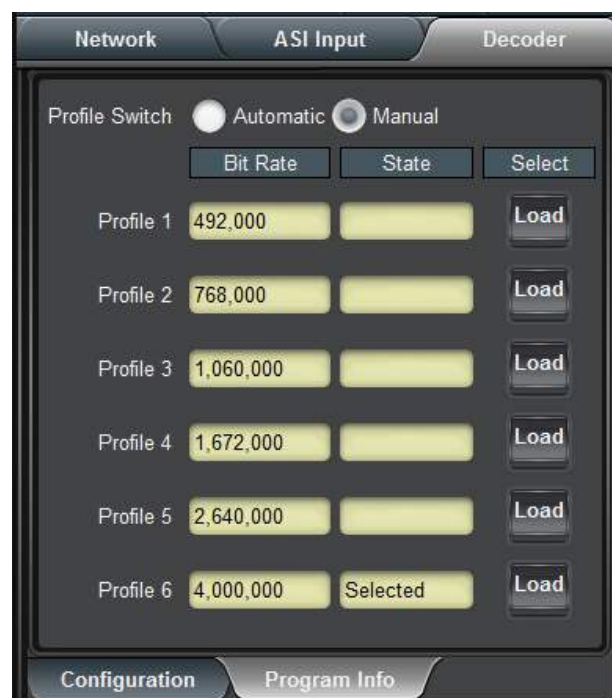 Network ASI Input Decoder
Profile Switch Automatic Manual
Bit Rate State Select
Profile 1 492,000 Load
Profile 2 768,000 Load
Profile 3 1,060,000 Load
Profile 4 1,672,000 Load
Profile 5 2,640,000 Load
Profile 6 4,000,000 Selected Load
Configuration Program Info